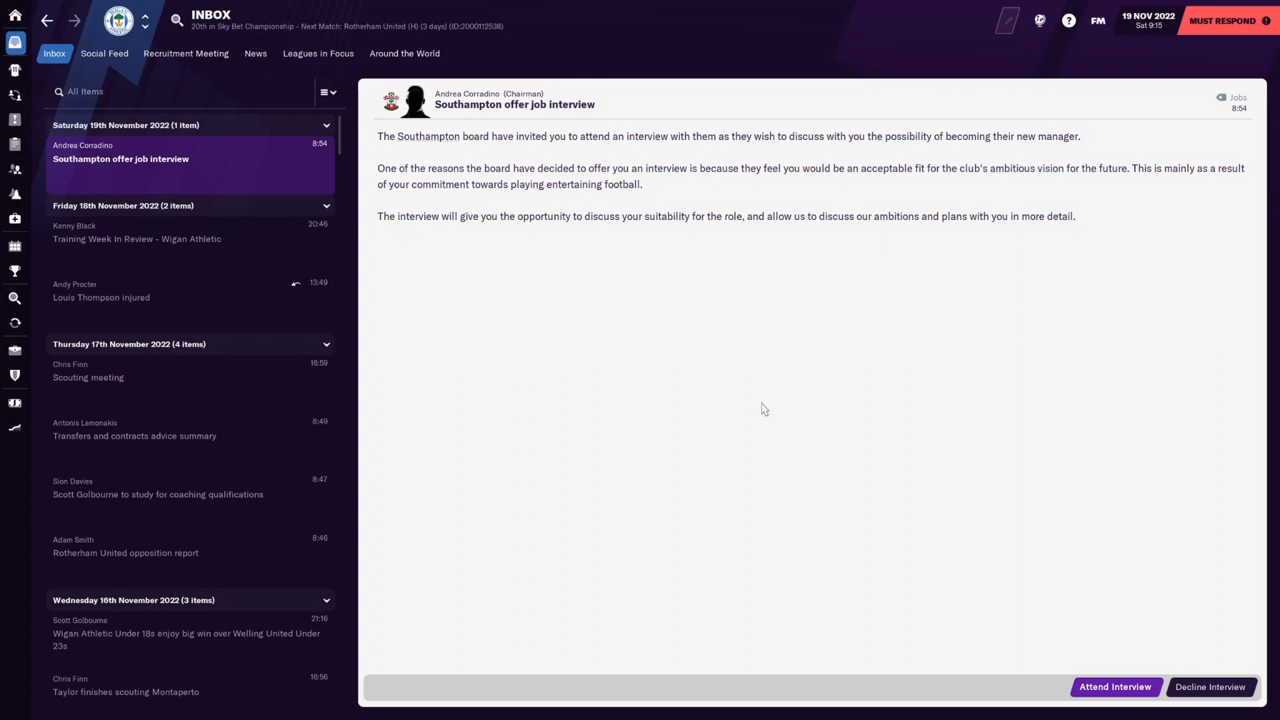 INBOX
20th in Sky Bet Championship - Next Match: Rotherham United (H) (3 days) (ID:2000112538)
FM
19 NOV 2022
Sat 9:15
MUST RESPOND
Inbox
Social Feed
Recruitment Meeting
News
Leagues in Focus
Around the World
All Items
Saturday 19th November 2022 (1 item)
Andrea Corradino
8:54
Southampton offer job interview
Friday 18th November 2022 (2 items)
Kenny Black
20:46
Training Week In Review - Wigan Athletic
Andy Procter
13:49
Louis Thompson injured
Thursday 17th November 2022 (4 items)
Chris Finn
16:59
Scouting meeting
Antonis Lemonakis
8:49
Transfers and contracts advice summary
Sion Davies
8:47
Scott Golbourne to study for coaching qualifications
Adam Smith
8:46
Rotherham United opposition report
Wednesday 16th November 2022 (3 items)
Scott Golbourne
21:16
Wigan Athletic Under 18s enjoy big win over Welling United Under
23s
Chris Finn
16:56
Taylor finishes scouting Montaperto
Andrea Corradino (Chairman)
Southampton offer job interview
Jobs
8:54
The Southampton board have invited you to attend an interview with them as they wish to discuss with you the possibility of becoming their new manager.
One of the reasons the board have decided to offer you an interview is because they feel you would be an acceptable fit for the club's ambitious vision for the future. This is mainly as a result
of your commitment towards playing entertaining football.
The interview will give you the opportunity to discuss your suitability for the role, and allow us to discuss our ambitions and plans with you in more detail.
Attend Interview
Decline Interview